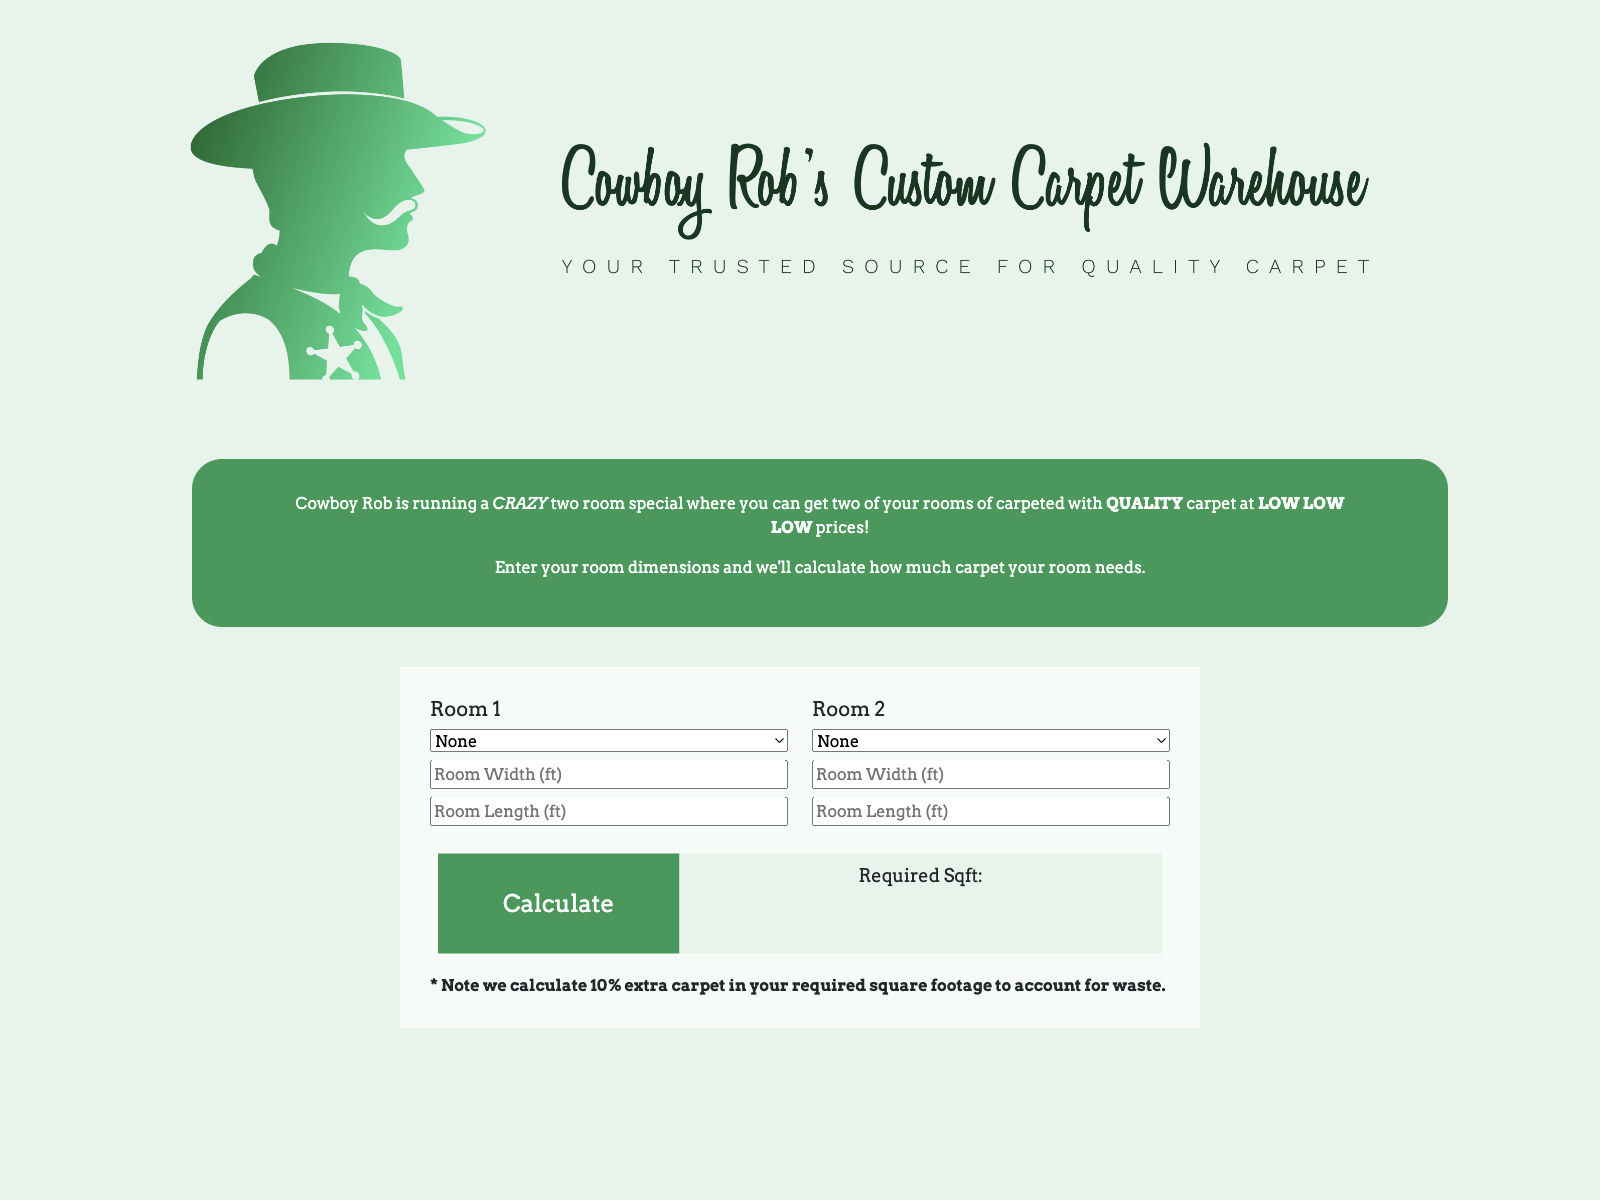 Cowboy Rob's Custom Carpet Warehouse
YOUR TRUSTED SOURCE FOR QUALITY CARPET
Cowboy Rob is running a CRAZY two room special where you can get two of your rooms of carpeted with QUALITY carpet at LOW LOW
LOW prices!
Enter your room dimensions and we'll calculate how much carpet your room needs.
Room 1
None
Room Width (ft)
Room Length (ft)
Room 2
None
Room Width (ft)
Room Length (ft)
Calculate
Required Sqft:
* Note we calculate 10% extra carpet in your required square footage to account for waste.